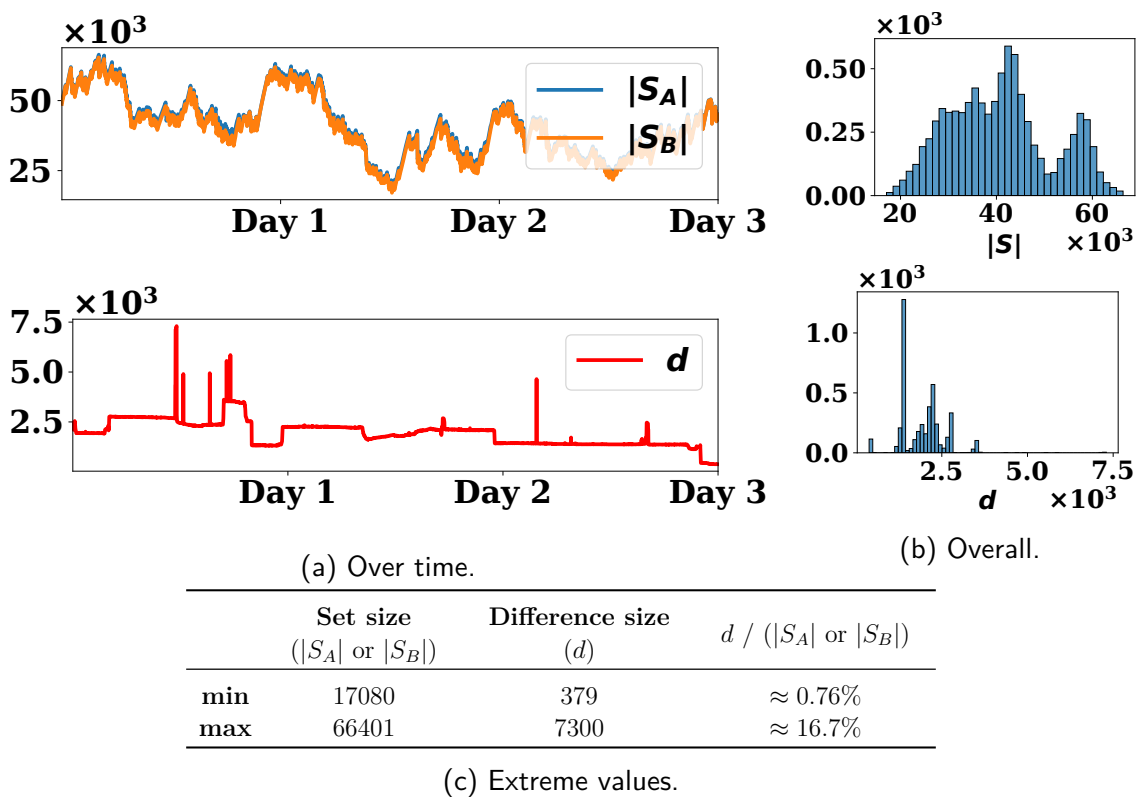 ×10³
50
25
|S_A|
|S_B|
Day 1 Day 2 Day 3
×10³
0.50
0.25
0.00
20 40 60
|S| ×10³
×10³
7.5
5.0
2.5
d
Day 1 Day 2 Day 3
×10³
1.0
0.5
0.0
2.5 5.0 7.5
d ×10³
(a) Over time.
(b) Overall.
Set size Difference size d / (|S_A| or |S_B|)
(|S_A| or |S_B|) (d)
min 17080 379 ≈ 0.76%
max 66401 7300 ≈ 16.7%
(c) Extreme values.